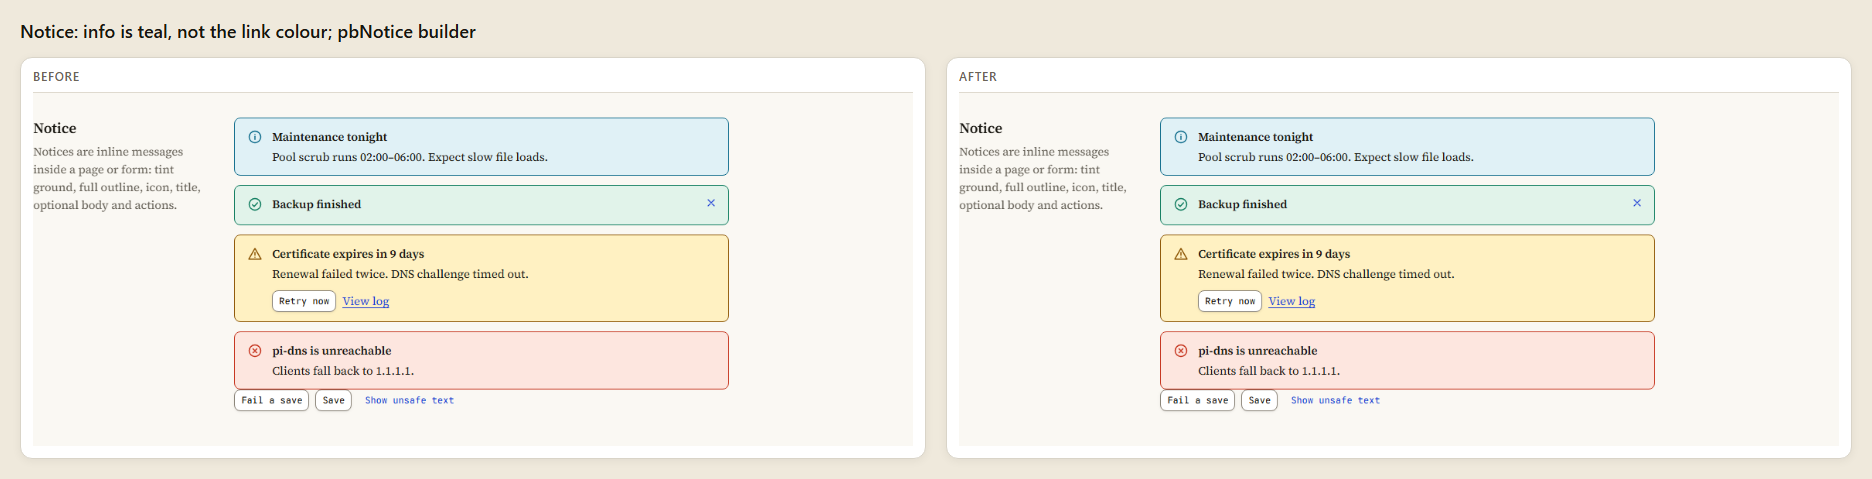 Notice: info is teal, not the link colour; pbNotice builder
BEFORE
Notice
Notices are inline messages
inside a page or form: tint
ground, full outline, icon, title,
optional body and actions.
Maintenance tonight
Pool scrub runs 02:00–06:00. Expect slow file loads.
Backup finished
Certificate expires in 9 days
Renewal failed twice. DNS challenge timed out.
Retry now View log
pi-dns is unreachable
Clients fall back to 1.1.1.1.
Fail a save Save Show unsafe text
AFTER
Notice
Notices are inline messages
inside a page or form: tint
ground, full outline, icon, title,
optional body and actions.
Maintenance tonight
Pool scrub runs 02:00–06:00. Expect slow file loads.
Backup finished
Certificate expires in 9 days
Renewal failed twice. DNS challenge timed out.
Retry now View log
pi-dns is unreachable
Clients fall back to 1.1.1.1.
Fail a save Save Show unsafe text